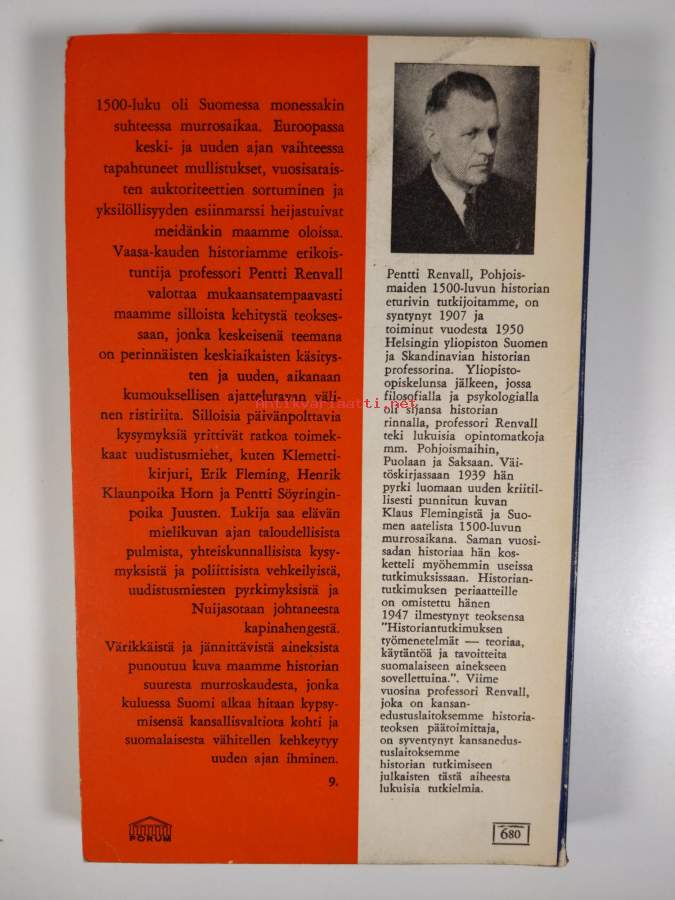 1500-luku oli Suomessa monessakin
suhteessa murrosaikaa. Euroopassa
keski- ja uuden ajan vaihteessa
tapahtuneet mullistukset, vuosisatais-
ten auktoriteettien sortuminen ja
yksilöllisyyden esiinmarssi heijastuivat
meidänkin maamme oloissa.
Vaasa-kauden historiamme erikois-
tuntija professori Pentti Renvall
valottaa mukaansatempaavasti
maamme silloista kehitystä teokses-
saan, jonka keskeisenä teemana
on perinnäisten keskiaikaisten käsitys-
ten ja uuden, aikanaan
kumouksellisen ajattelutavan väli-
nen ristiriita. Silloisia päivänpolttavia
kysymyksiä yrittivät ratkoa toimek-
kaat uudistusmiehet, kuten Klemetti-
kirjuri, Erik Fleming, Henrik
Klaunpoika Horn ja Pentti Söyringin-
poika Juusten. Lukija saa elävän
mielikuvan ajan taloudellisista
pulmista, yhteiskunnallisista kysy-
myksistä ja poliittisista vehkeilyistä,
uudistusmiesten pyrkimyksistä ja
Nuijasotaan johtaneesta
kapinahengestä.
Värikkäistä ja jännittävistä aineksista
punoutuu kuva maamme historian
suuresta murroskaudesta, jonka
kuluessa Suomi alkaa hitaan kypsy-
misensä kansallisvaltiota kohti ja
suomalaisesta vähitellen kehkeytyy
uuden ajan ihminen.
9.
FORUM
Pentti Renvall, Pohjois-
maiden 1500-luvun historian
eturivin tutkijoitamme, on
syntynyt 1907 ja
toiminut vuodesta 1950
Helsingin yliopiston Suomen
ja Skandinavian historian
professorina. Yliopisto-
opiskelunsa jälkeen, jossa
filosofialla ja psykologialla
oli sijansa historian
rinnalla, professori Renvall
teki lukuisia opintomatkoja
mm. Pohjoismaihin,
Puolaan ja Saksaan. Väi-
töskirjassaan 1939 hän
pyrki luomaan uuden kriitil-
lisesti punnitun kuvan
Klaus Flemingistä ja Suo-
men aatelista 1500-luvun
murrosaikana. Saman vuosi-
sadan historiaa hän kos-
ketteli myöhemmin useissa
tutkimuksissaan. Historian-
tutkimuksen periaatteille
on omistettu hänen
1947 ilmestynyt teoksensa
"Historiantutkimuksen
työmenetelmät — teoriaa,
käytäntöä ja tavoitteita
suomalaiseen ainekseen
sovellettuina.". Viime
vuosina professori Renvall,
joka on kansan-
edustuslaitoksemme historia-
teoksen päätoimittaja,
on syventynyt kansanedus-
tuslaitoksemme
historian tutkimiseen
julkaisten tästä aiheesta
lukuisia tutkielmia.
680
antikvariaatti.net